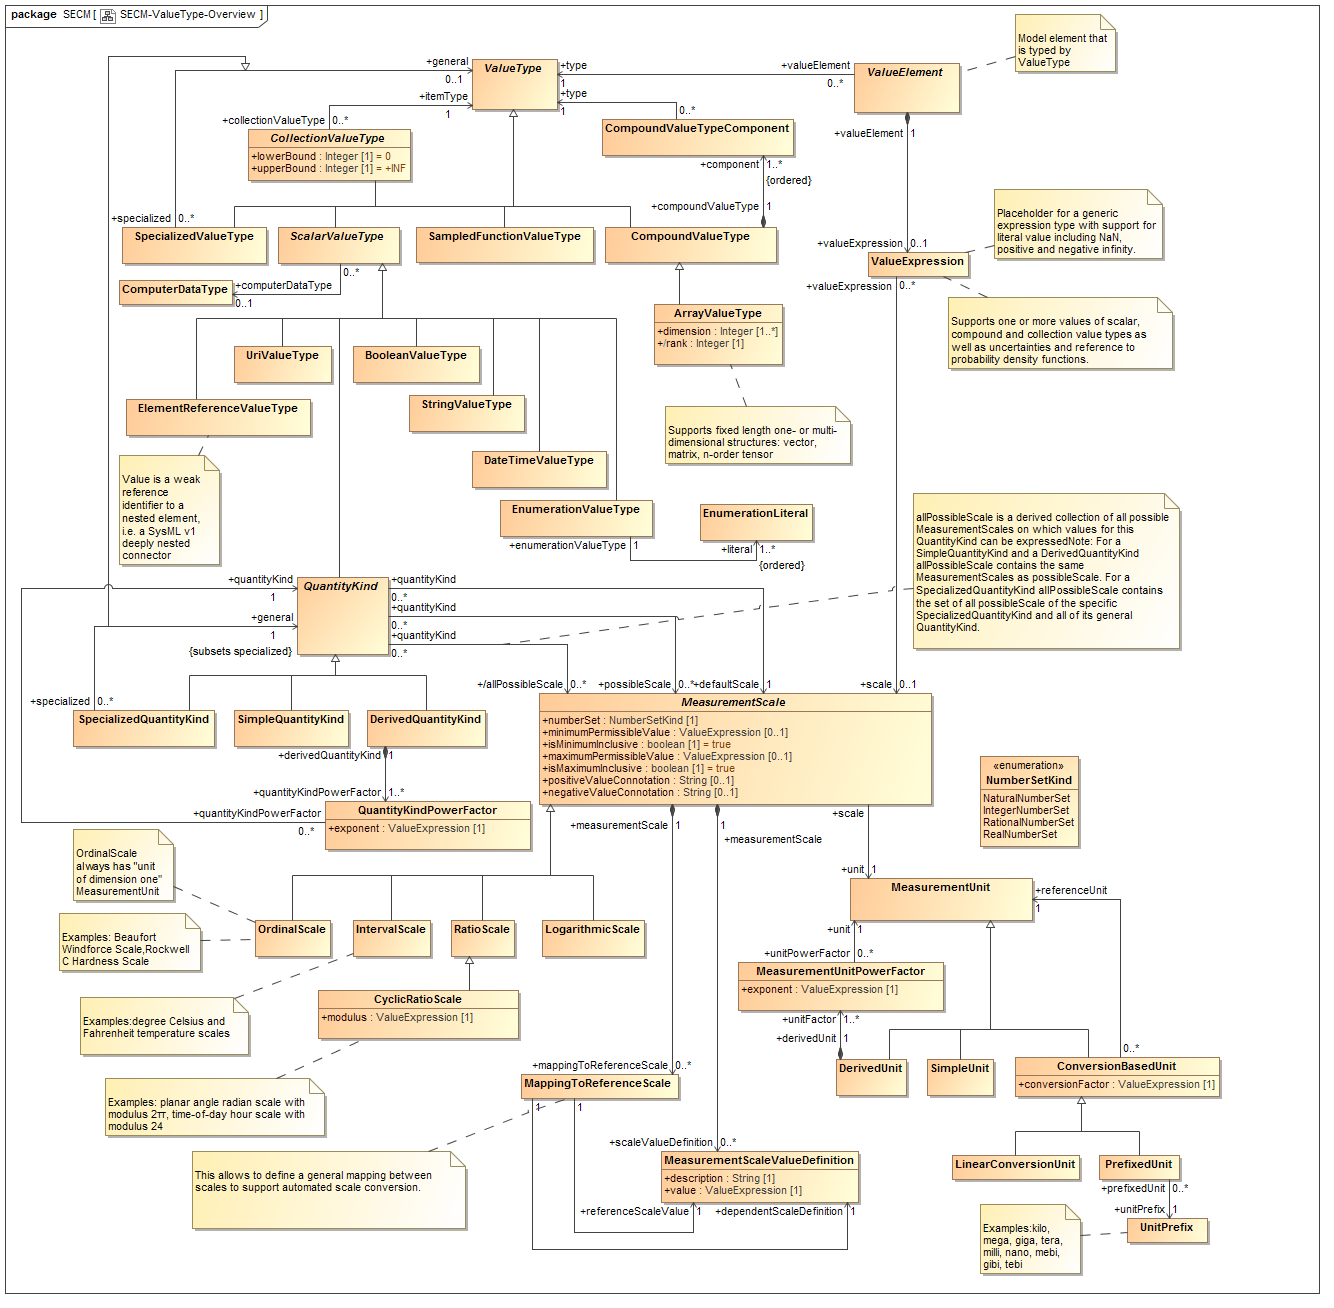 package SECM [ SECM-ValueType-Overview ]
Model element that
is typed by
ValueType
+general
0..1
ValueType
+type
1
+valueElement
0..*
ValueElement
+itemType
1
+type
1
+collectionValueType
0..*
0..*
CollectionValueType
+lowerBound : Integer [1] = 0
+upperBound : Integer [1] = +INF
CompoundValueTypeComponent
+valueElement
1
+component
1..*
{ordered}
+compoundValueType
1
+specialized
0..*
Placeholder for a generic
expression type with support for
literal value including NaN,
positive and negative infinity.
SpecializedValueType
ScalarValueType
SampledFunctionValueType
CompoundValueType
+valueExpression
0..1
ValueExpression
0..*
+computerDataType
0..1
ComputerDataType
+valueExpression
0..*
ArrayValueType
+dimension : Integer [1..*]
+/rank : Integer [1]
Supports one or more values of scalar,
compound and collection value types as
well as uncertainties and reference to
probability density functions.
UriValueType
BooleanValueType
ElementReferenceValueType
StringValueType
Supports fixed length one- or multi-
dimensional structures: vector,
matrix, n-order tensor
DateTimeValueType
Value is a weak
reference
identifier to a
nested element,
i.e. a SysML v1
deeply nested
connector
EnumerationValueType
EnumerationLiteral
+enumerationValueType
1
+literal
1..*
{ordered}
allPossibleScale is a derived collection of all possible
MeasurementScales on which values for this
QuantityKind can be expressedNote: For a
SimpleQuantityKind and a DerivedQuantityKind
allPossibleScale contains the same
MeasurementScales as possibleScale. For a
SpecializedQuantityKind allPossibleScale contains
the set of all possibleScale of the specific
SpecializedQuantityKind and all of its general
QuantityKind.
+quantityKind
1
QuantityKind
+quantityKind
0..*
+quantityKind
0..*
+quantityKind
0..*
+general
1
{subsets specialized}
+specialized
0..*
+/allPossibleScale
0..*
+possibleScale
0..*
+defaultScale
1
+scale
0..1
SpecializedQuantityKind
SimpleQuantityKind
DerivedQuantityKind
MeasurementScale
+numberSet : NumberSetKind [1]
+minimumPermissibleValue : ValueExpression [0..1]
+isMinimumInclusive : boolean [1] = true
+maximumPermissibleValue : ValueExpression [0..1]
+isMaximumInclusive : boolean [1] = true
+positiveValueConnotation : String [0..1]
+negativeValueConnotation : String [0..1]
+derivedQuantityKind
1
+quantityKindPowerFactor
1..*
+quantityKindPowerFactor
0..*
QuantityKindPowerFactor
+exponent : ValueExpression [1]
«enumeration»
NumberSetKind
NaturalNumberSet
IntegerNumberSet
RationalNumberSet
RealNumberSet
+measurementScale
1
1
+measurementScale
+scale
+unit
1
OrdinalScale
always has "unit
of dimension one"
MeasurementUnit
MeasurementUnit
+referenceUnit
1
Examples: Beaufort
Windforce Scale,Rockwell
C Hardness Scale
OrdinalScale
IntervalScale
RatioScale
LogarithmicScale
+unit
1
+unitPowerFactor
0..*
MeasurementUnitPowerFactor
+exponent : ValueExpression [1]
CyclicRatioScale
+modulus : ValueExpression [1]
Examples:degree Celsius and
Fahrenheit temperature scales
+unitFactor
1..*
+derivedUnit
1
0..*
DerivedUnit
SimpleUnit
ConversionBasedUnit
+conversionFactor : ValueExpression [1]
+mappingToReferenceScale
0..*
MappingToReferenceScale
1
1
Examples: planar angle radian scale with
modulus 2π, time-of-day hour scale with
modulus 24
+scaleValueDefinition
0..*
MeasurementScaleValueDefinition
+description : String [1]
+value : ValueExpression [1]
This allows to define a general mapping between
scales to support automated scale conversion.
+referenceScaleValue
1
+dependentScaleDefinition
1
LinearConversionUnit
PrefixedUnit
+prefixedUnit
0..*
+unitPrefix
1
UnitPrefix
Examples:kilo,
mega, giga, tera,
milli, nano, mebi,
gibi, tebi